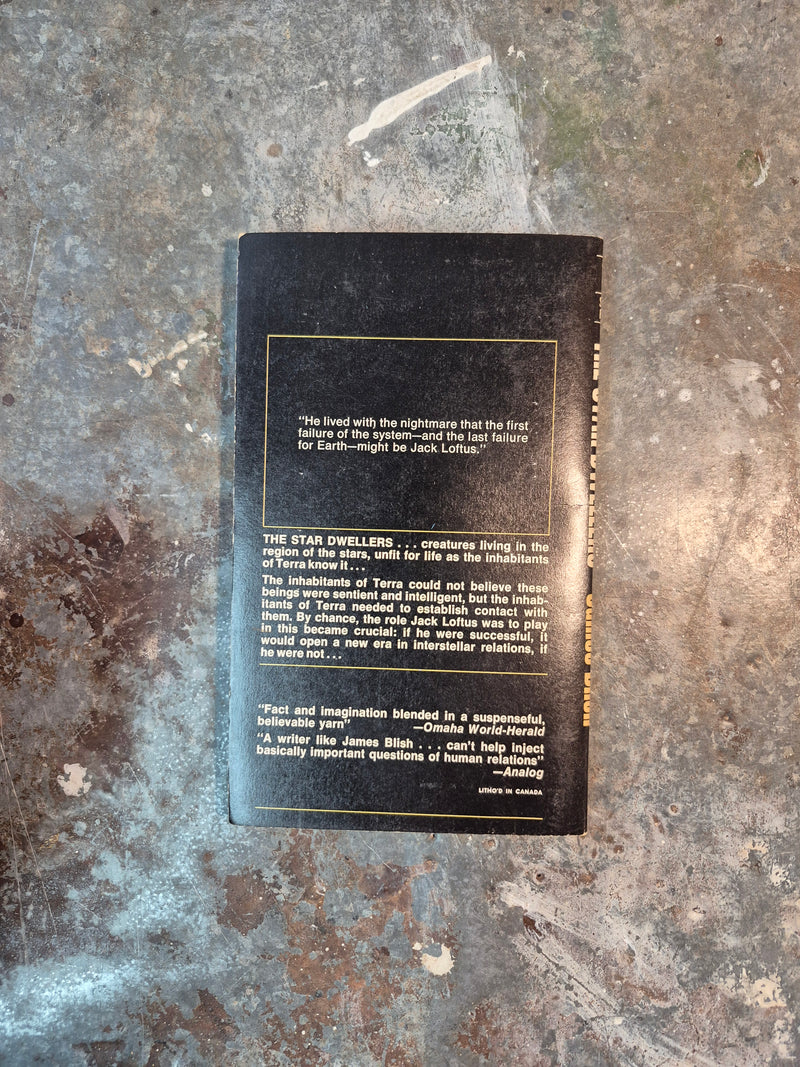 "He lived with the nightmare that the first
failure of the system—and the last failure
for Earth—might be Jack Loftus."
THE STAR DWELLERS . . . creatures living in the
region of the stars, unfit for life as the inhabitants
of Terra know it . . .
The inhabitants of Terra could not believe these
beings were sentient and intelligent, but the inhab-
itants of Terra needed to establish contact with
them. By chance, the role Jack Loftus was to play
in this became crucial: if he were successful, it
would open a new era in interstellar relations, if
he were not . . .
"Fact and imagination blended in a suspenseful,
believable yarn"
—Omaha World-Herald
"A writer like James Blish . . . can't help inject
basically important questions of human relations"
—Analog
LITHO'D IN CANADA
THE STAR DWELLERS James Blish